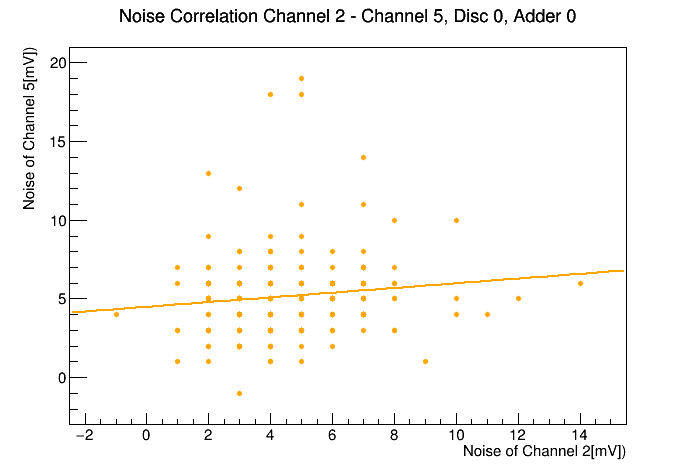 Noise Correlation Channel 2 - Channel 5, Disc 0, Adder 0
Noise of Channel 5[mV])
20
15
10
5
0
−2 0 2 4 6 8 10 12 14
Noise of Channel 2[mV])